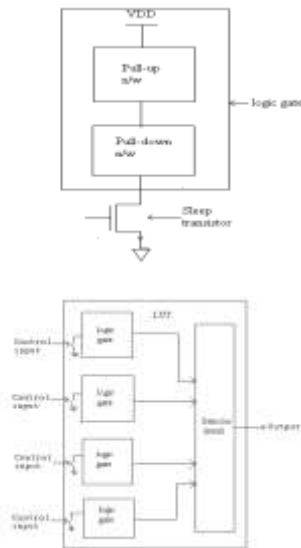 VDD
Pull-up
n/w
logic gate
Pull-down
n/w
Sleep
transistor
LUT
logic
gate
Control
input
logic
gate
Control
input
logic
gate
Control
input
logic
gate
Control
input
Output